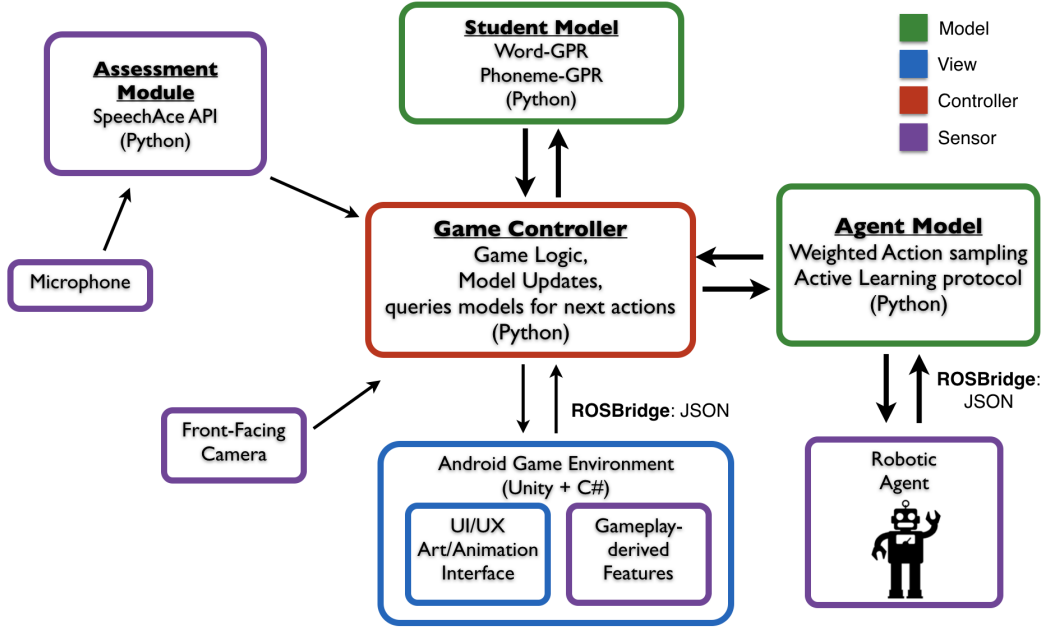 Student Model
Word-GPR
Phoneme-GPR
(Python)
Model
View
Controller
Sensor
Assessment
Module
SpeechAce API
(Python)
Microphone
Game Controller
Game Logic,
Model Updates,
queries models for next actions
(Python)
Agent Model
Weighted Action sampling
Active Learning protocol
(Python)
ROSBridge: JSON
ROSBridge:
JSON
Front-Facing
Camera
Android Game Environment
(Unity + C#)
UI/UX
Art/Animation
Interface
Gameplay-
derived
Features
Robotic
Agent